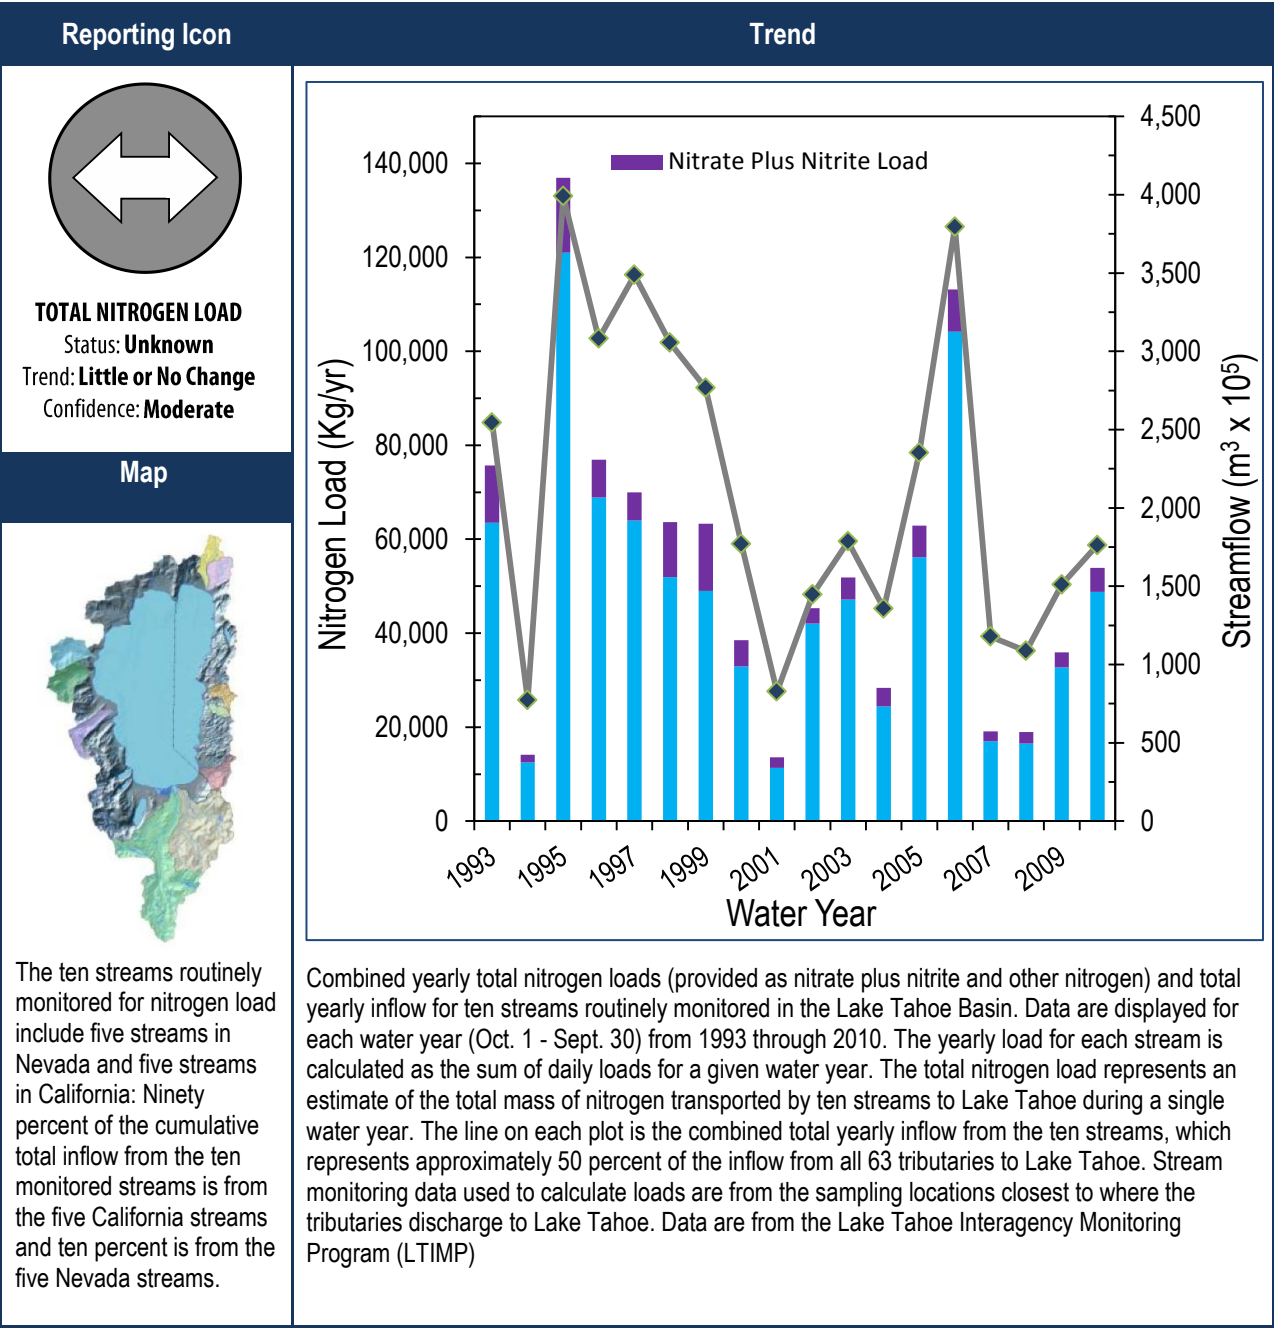 Reporting Icon
Trend
TOTAL NITROGEN LOAD
Status: Unknown
Trend: Little or No Change
Confidence: Moderate
Map
The ten streams routinely
monitored for nitrogen load
include five streams in
Nevada and five streams
in California: Ninety
percent of the cumulative
total inflow from the ten
monitored streams is from
the five California streams
and ten percent is from the
five Nevada streams.
Nitrate Plus Nitrite Load
Nitrogen Load (Kg/yr)
140,000
120,000
100,000
80,000
60,000
40,000
20,000
0
4,500
4,000
3,500
3,000
2,500
2,000
1,500
1,000
500
0
Streamflow (m³ x 10⁵)
1993
1995
1997
1999
2001
2003
2005
2007
2009
Water Year
Combined yearly total nitrogen loads (provided as nitrate plus nitrite and other nitrogen) and total
yearly inflow for ten streams routinely monitored in the Lake Tahoe Basin. Data are displayed for
each water year (Oct. 1 - Sept. 30) from 1993 through 2010. The yearly load for each stream is
calculated as the sum of daily loads for a given water year. The total nitrogen load represents an
estimate of the total mass of nitrogen transported by ten streams to Lake Tahoe during a single
water year. The line on each plot is the combined total yearly inflow from the ten streams, which
represents approximately 50 percent of the inflow from all 63 tributaries to Lake Tahoe. Stream
monitoring data used to calculate loads are from the sampling locations closest to where the
tributaries discharge to Lake Tahoe. Data are from the Lake Tahoe Interagency Monitoring
Program (LTIMP)